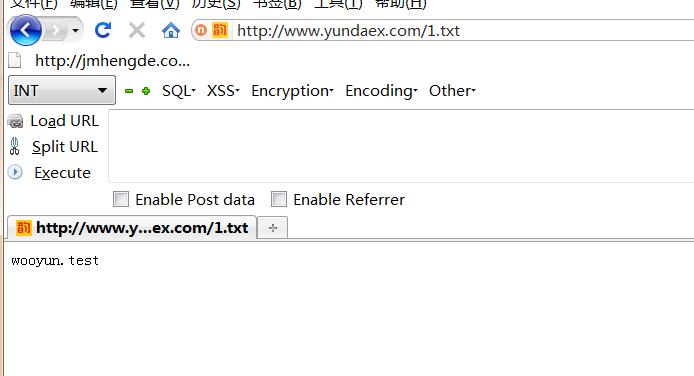 文件(F) 编辑(E) 查看(V) 历史(S) 书签(B) 工具(T) 帮助(H)
http://www.yundaex.com/1.txt
http://jmhengde.co...
INT SQL XSS Encryption Encoding Other
Load URL
Split URL
Execute
Enable Post data Enable Referrer
http://www.y...ex.com/1.txt
wooyun.test